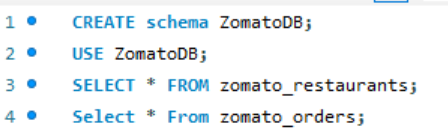 1 CREATE schema ZomatoDB;
2 USE ZomatoDB;
3 SELECT * FROM zomato_restaurants;
4 Select * From zomato_orders;